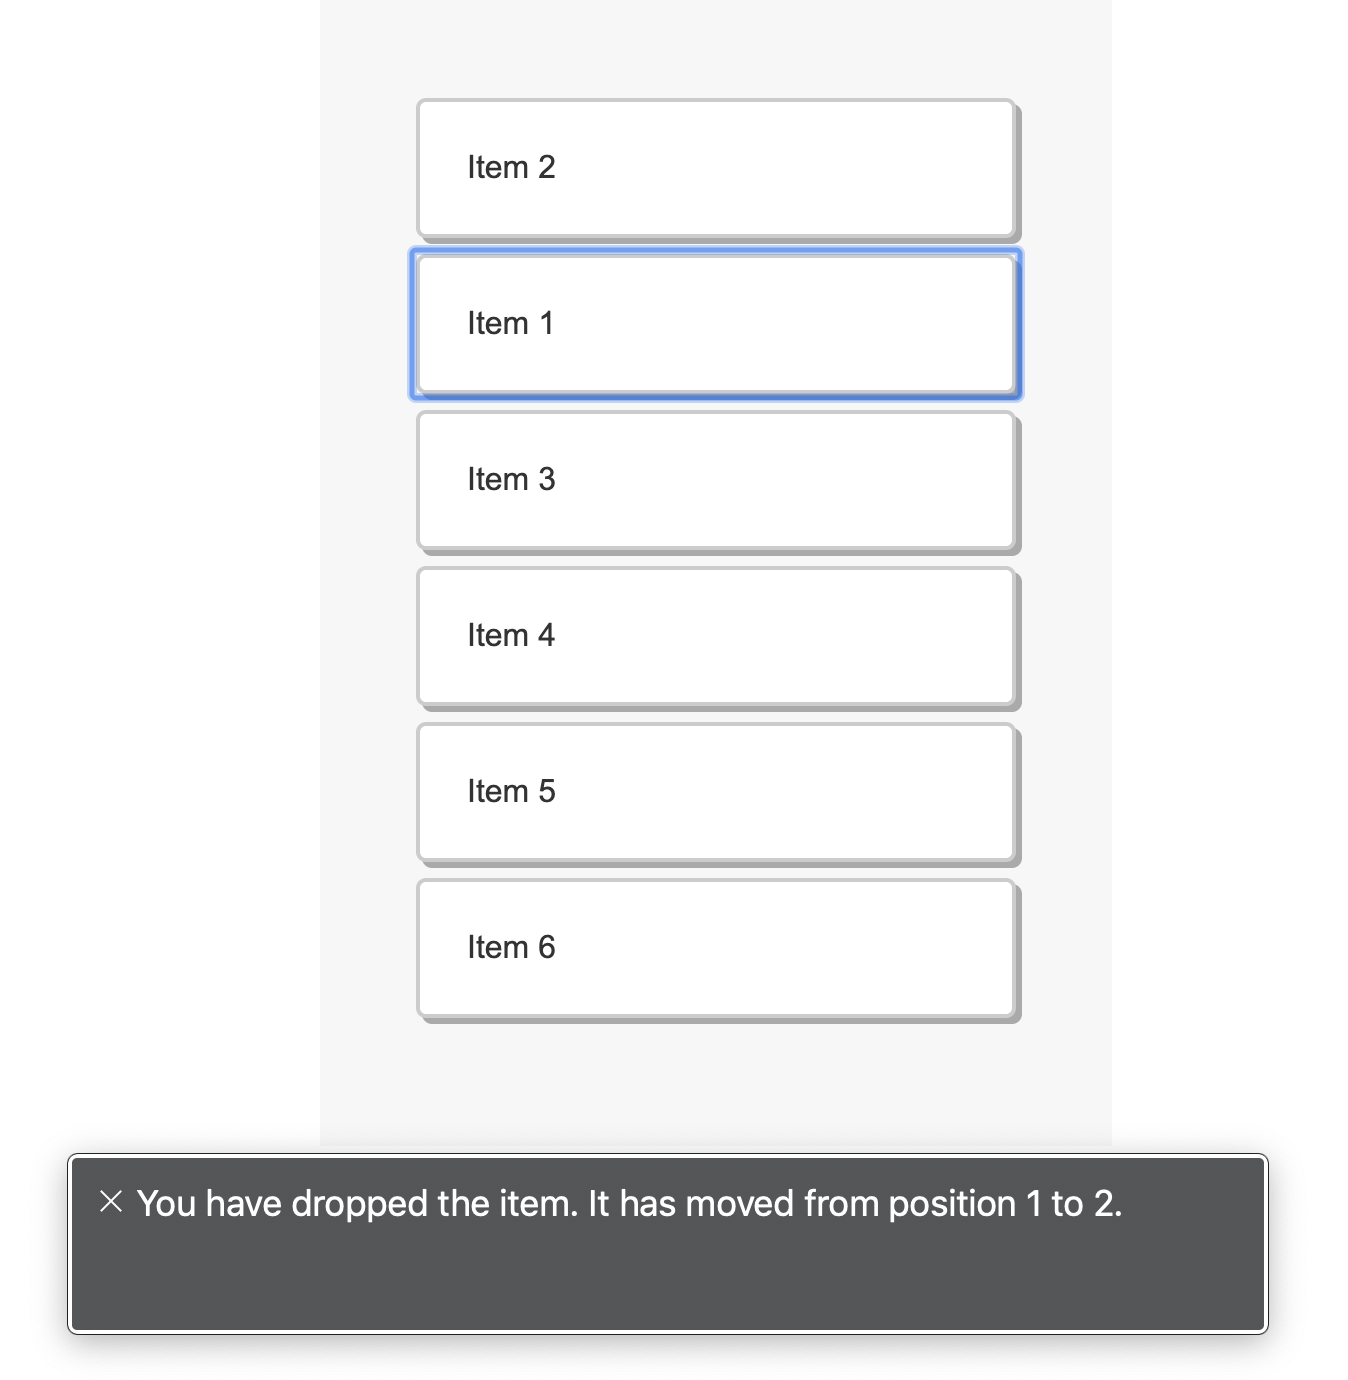 Item 2
Item 1
Item 3
Item 4
Item 5
Item 6
You have dropped the item. It has moved from position 1 to 2.